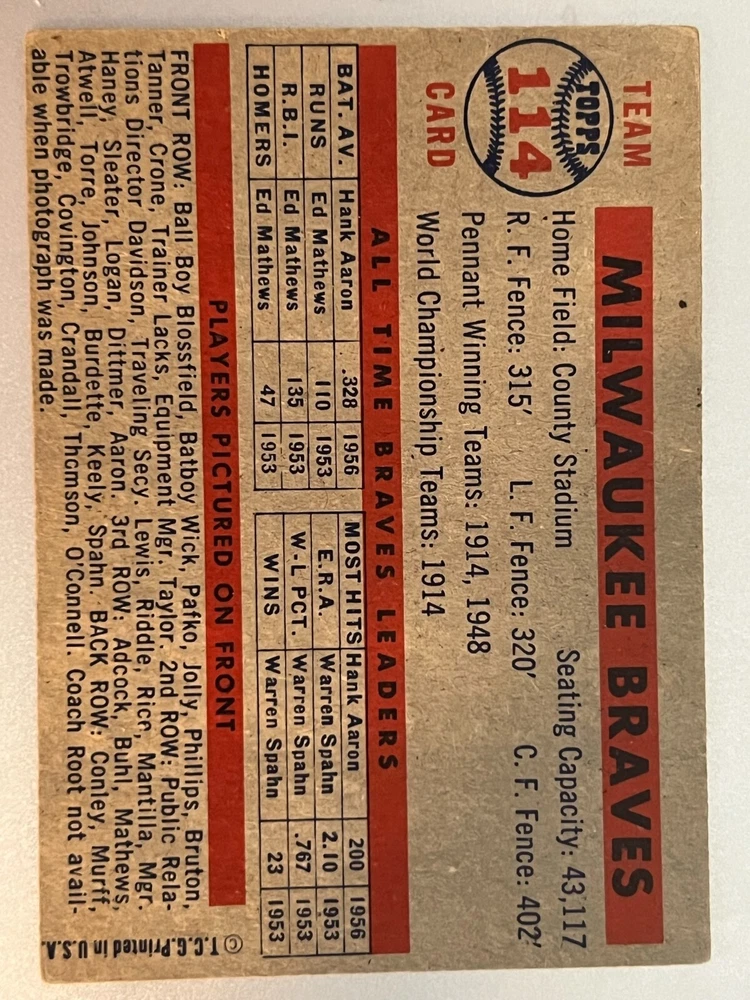 TEAM
TOPPS
114
CARD
MILWAUKEE BRAVES
Home Field: County Stadium Seating Capacity: 43,117
R. F. Fence: 315' L. F. Fence: 320' C. F. Fence: 402'
Pennant Winning Teams: 1914, 1948
World Championship Teams: 1914
ALL TIME BRAVES LEADERS
BAT. AV. Hank Aaron .328 1956 MOST HITS Hank Aaron 200 1956
RUNS Ed Mathews 110 1953 E.R.A. Warren Spahn 2.10 1953
R.B.I. Ed Mathews 135 1953 W-L PCT. Warren Spahn .767 1953
HOMERS Ed Mathews 47 1953 WINS Warren Spahn 23 1953
PLAYERS PICTURED ON FRONT
FRONT ROW: Ball Boy Blossfield, Batboy Wick, Pafko, Jolly, Phillips, Bruton,
Tanner, Crone, Trainer Lacks, Equipment Mgr. Taylor. 2nd ROW: Public Rela-
tions Director Davidson, Traveling Secy. Lewis, Riddle, Rice, Mantilla, Mgr.
Haney, Sleater, Logan, Dittmer, Aaron. 3rd ROW: Adcock, Buhl, Mathews,
Atwell, Torre, Johnson, Burdette, Keely, Spahn. BACK ROW: Conley, Murff,
Trowbridge, Covington, Crandall, Thomson, O'Connell. Coach Root not avail-
able when photograph was made.
© T.C.G. Printed in U.S.A.